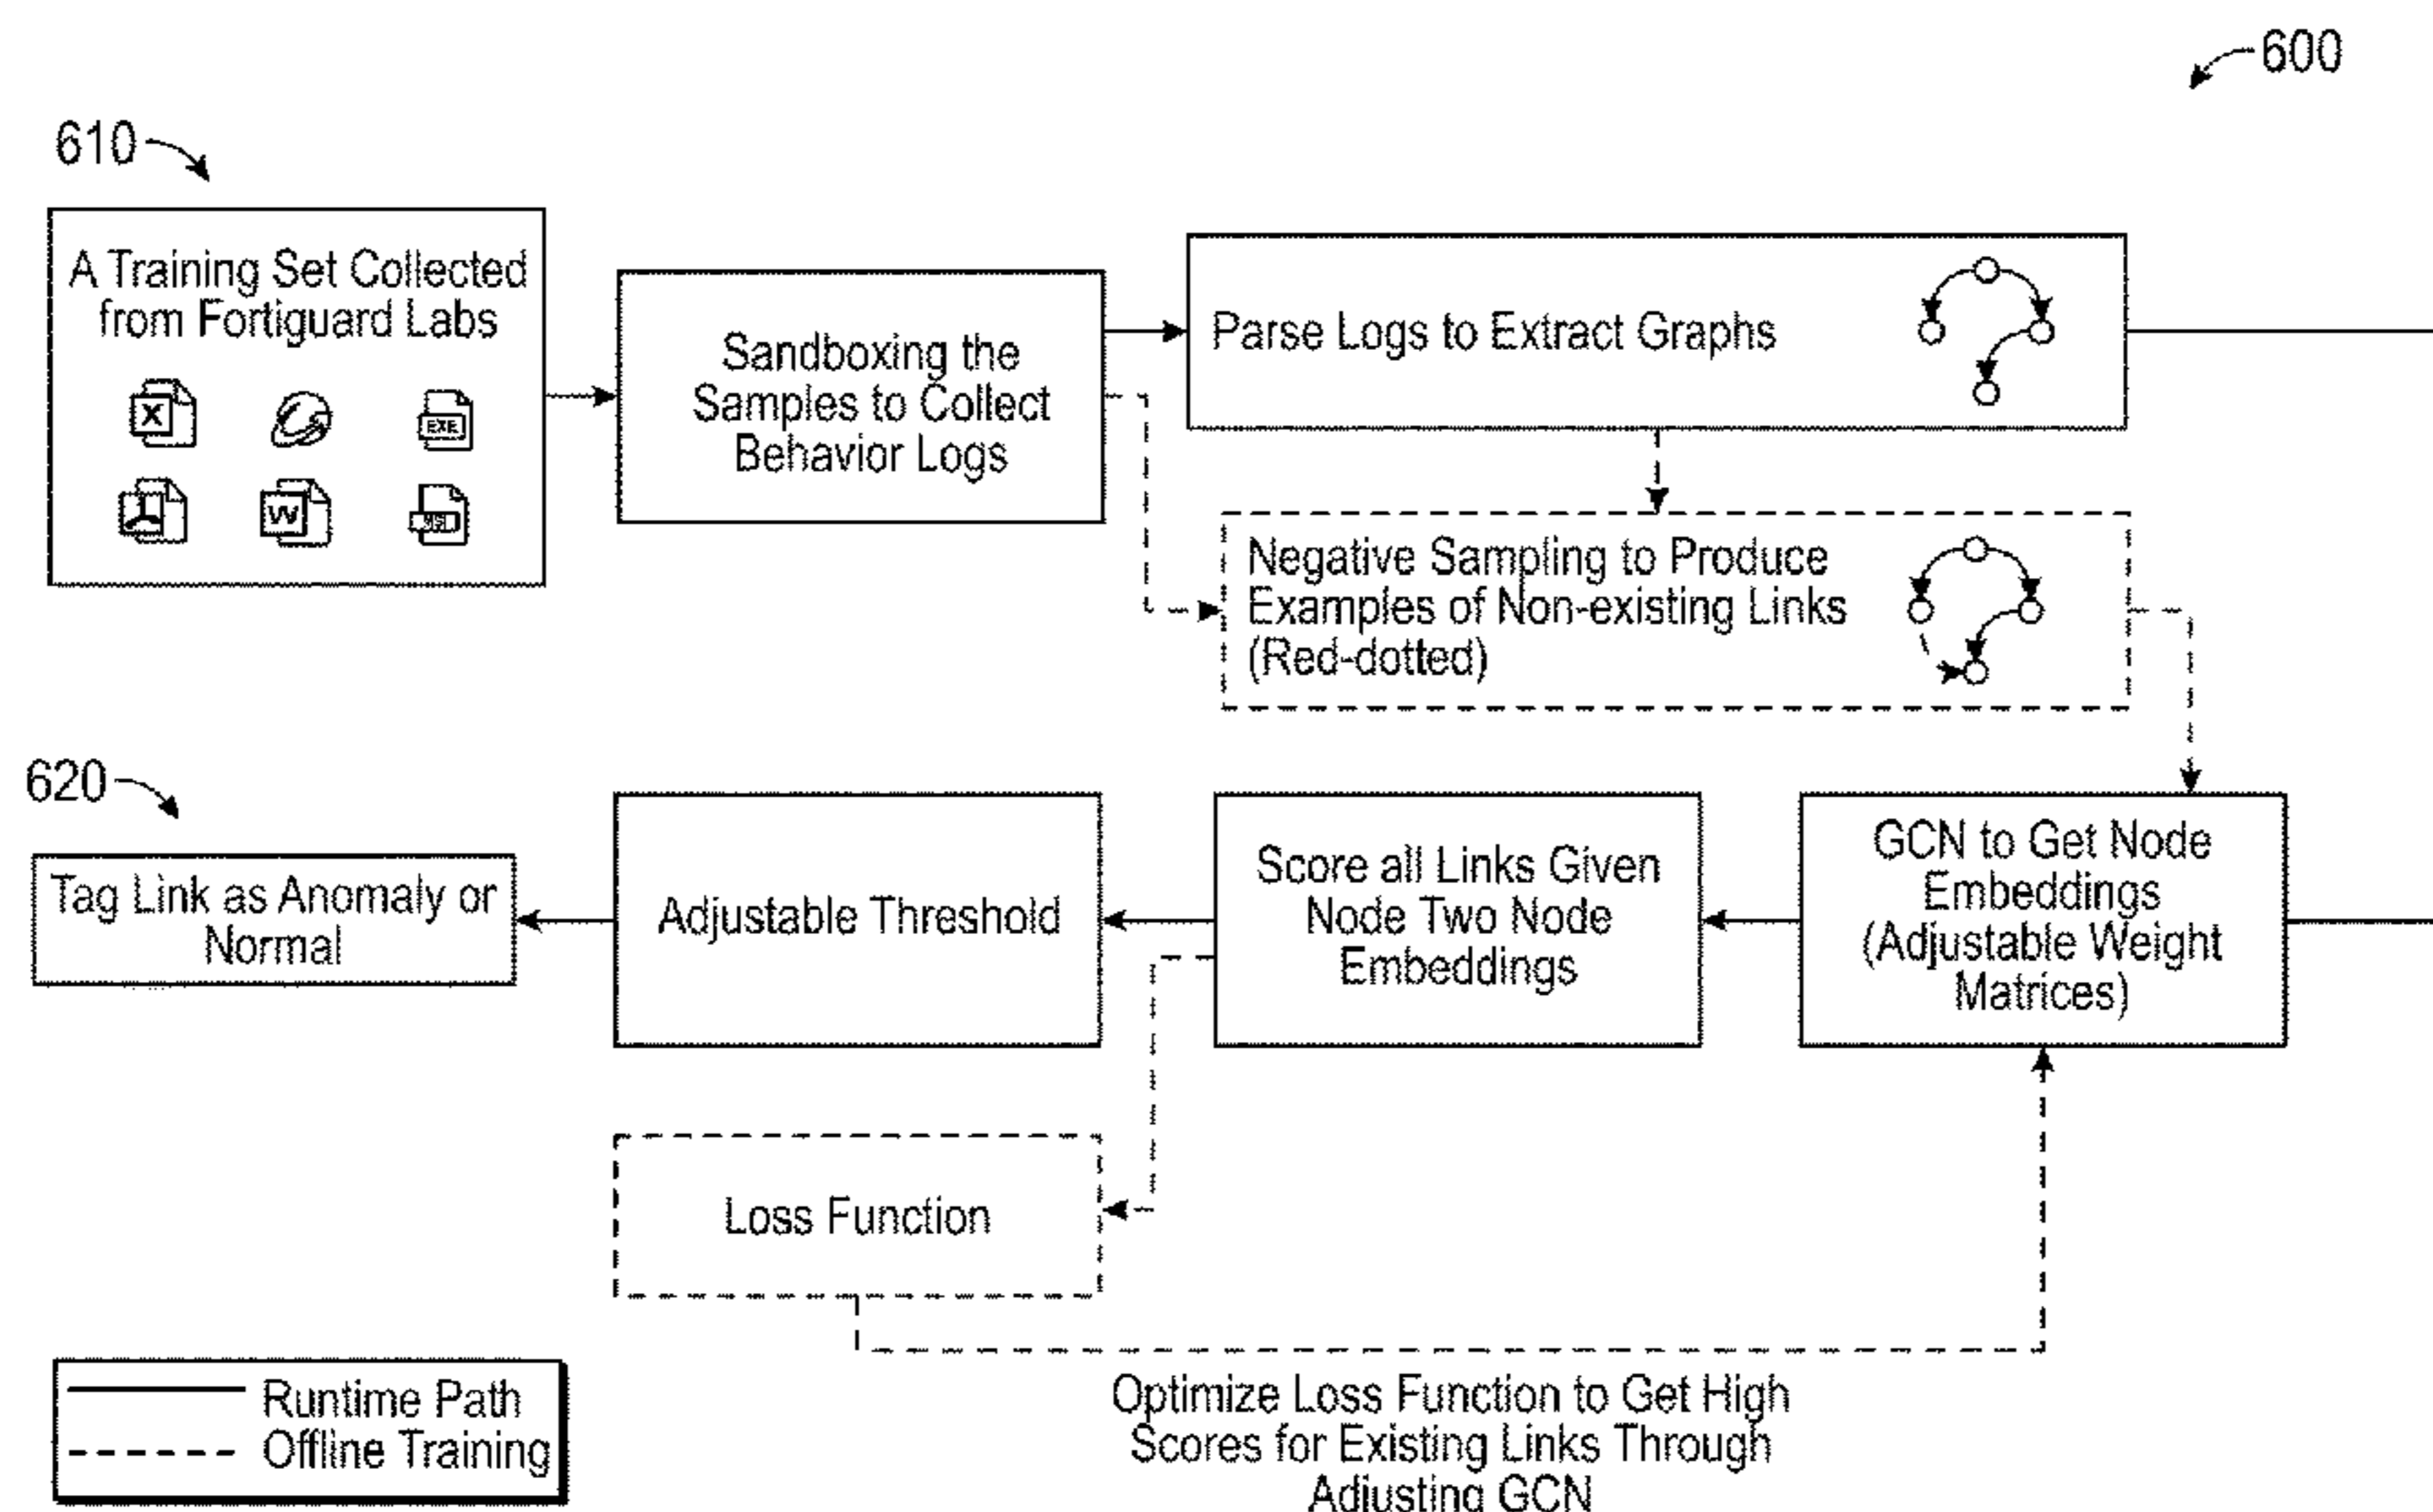 600
610
A Training Set Collected
from Fortiguard Labs
X
EXE
W
MSI
Sandboxing the
Samples to Collect
Behavior Logs
Parse Logs to Extract Graphs
Negative Sampling to Produce
Examples of Non-existing Links
(Red-dotted)
620
Tag Link as Anomaly or
Normal
Adjustable Threshold
Score all Links Given
Node Two Node
Embeddings
GCN to Get Node
Embeddings
(Adjustable Weight
Matrices)
Loss Function
Optimize Loss Function to Get High
Scores for Existing Links Through
Adjusting GCN
Runtime Path
Offline Training